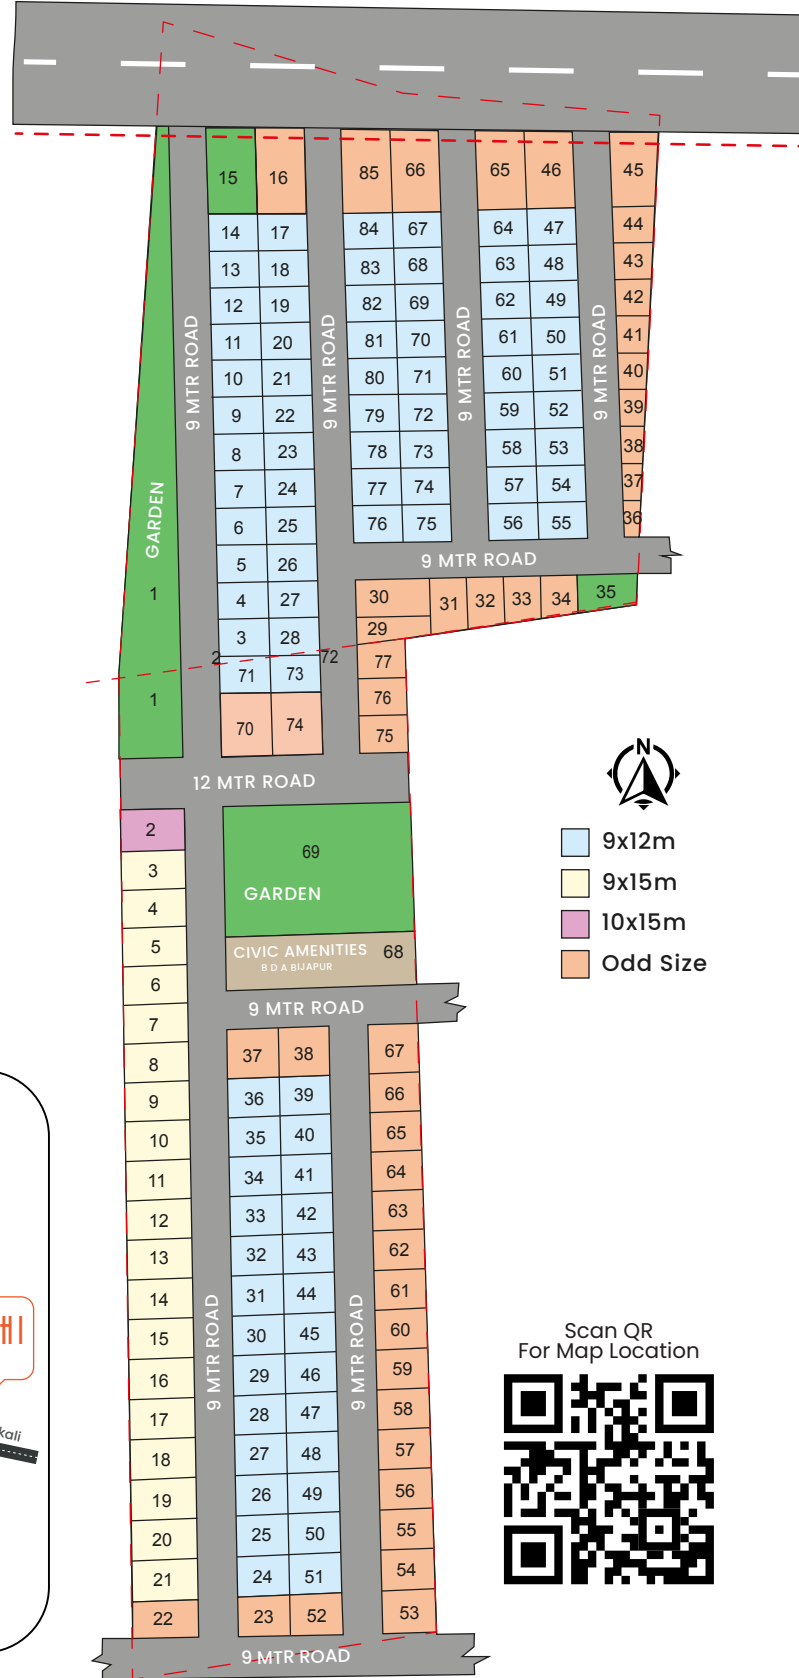 15 16 85 66 65 46 45
14 17 84 67 64 47 44
13 18 83 68 63 48 43
12 19 82 69 62 49 42
11 20 81 70 61 50 41
10 21 80 71 60 51 40
9 22 79 72 59 52 39
8 23 78 73 58 53 38
7 24 77 74 57 54 37
6 25 76 75 56 55 36
9 MTR ROAD
9 MTR ROAD
9 MTR ROAD
9 MTR ROAD
GARDEN
1
5 26
9 MTR ROAD
4 27
30 31 32 33 34 35
3 28
29
2
71 73
72
77
1
76
70 74
75
12 MTR ROAD
N
2
3
4
5
6
7
8
9
10
11
12
13
14
15
16
17
18
19
20
21
22
69
GARDEN
CIVIC AMENITIES 68
B D A BIJAPUR
9 MTR ROAD
37 38 67
36 39 66
35 40 65
34 41 64
33 42 63
32 43 62
31 44 61
30 45 60
29 46 59
28 47 58
27 48 57
26 49 56
25 50 55
24 51 54
23 52 53
9 MTR ROAD
9 MTR ROAD
9 MTR ROAD
9x12m
9x15m
10x15m
Odd Size
Scan QR
For Map Location